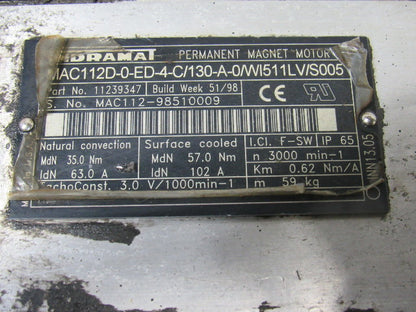 INDRAMAT PERMANENT MAGNET MOTOR
MAC112D-0-ED-4-C/130-A-0/WI511LV/S005
Part No. 11239347 Build Week 51/98
S. No. MAC112-98510009
CE
Natural convection Surface cooled I.Cl. F-SW IP 65
MdN 35.0 Nm MdN 57.0 Nm n 3000 min-1
IdN 63.0 A IdN 102 A Km 0.62 Nm/A
TachoConst. 3.0 V/1000min-1 m 59 kg